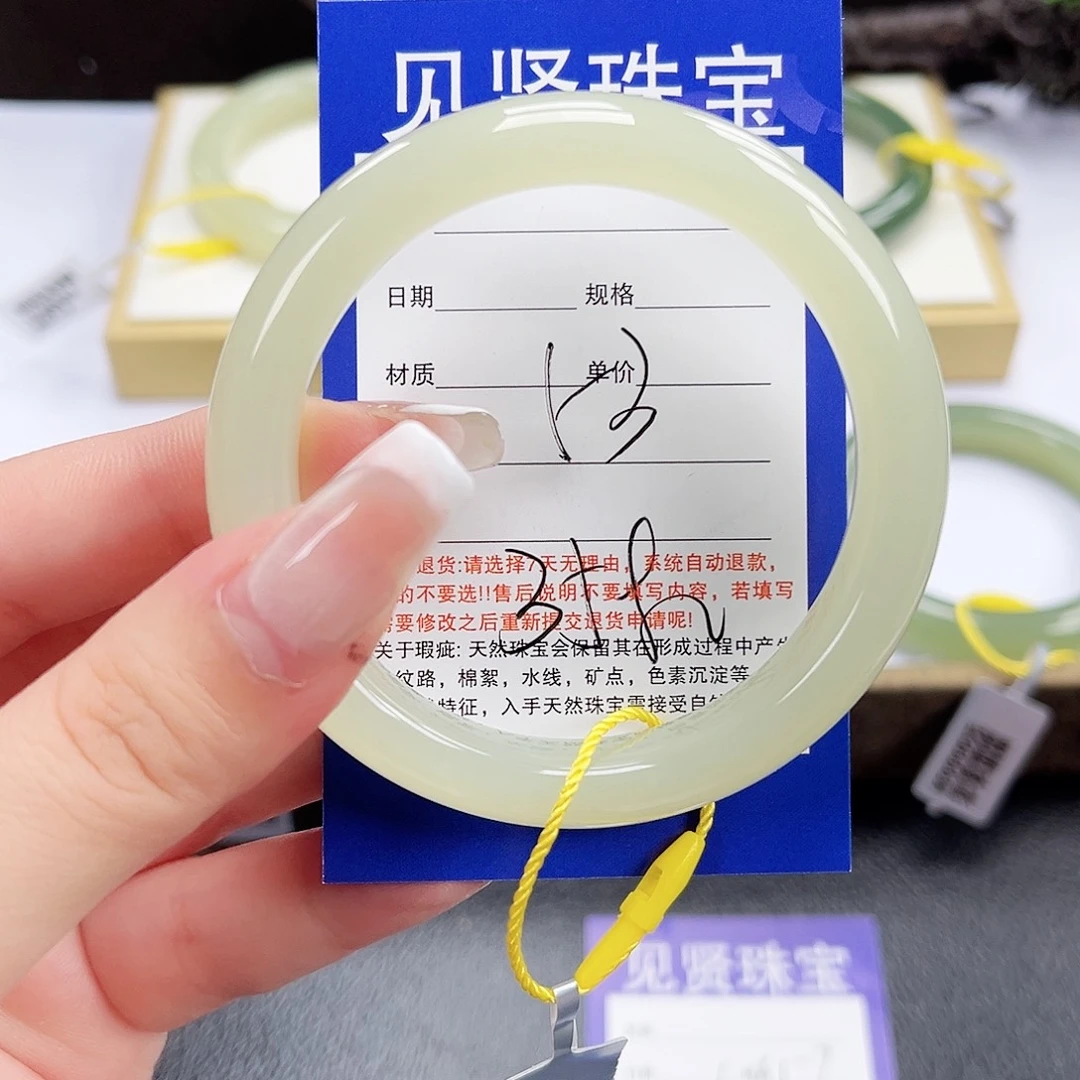 见贤珠宝
日期 规格
材质 单价
退货:请选择7天无理由，系统自动退款，
的不要选!!售后说明不要填写内容，若填写
需要修改之后重新提交退货申请呢!
关于瑕疵: 天然珠宝会保留其在形成过程中产生
纹路，棉絮，水线，矿点，色素沉淀等
特征，入手天然珠宝需接受自
见贤珠宝